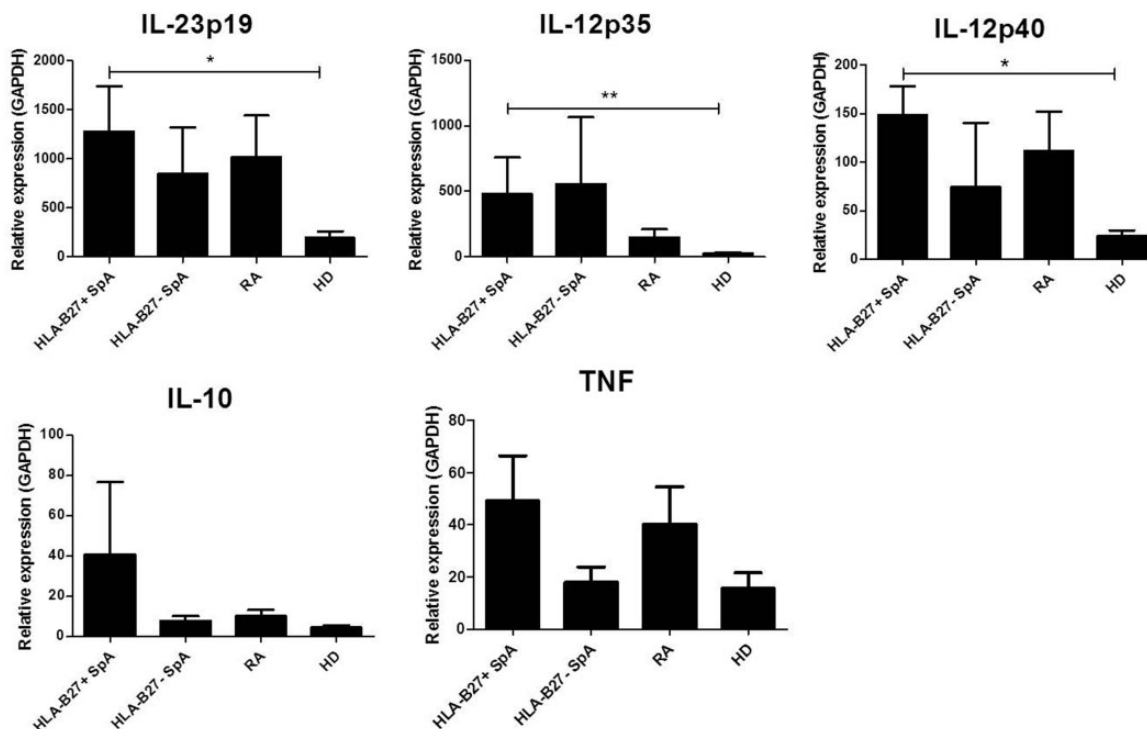 IL-23p19
Relative expression (GAPDH)
2000
1500
1000
500
0
*
HLA-B27+ SpA
HLA-B27- SpA
RA
HD
IL-12p35
Relative expression (GAPDH)
1500
1000
500
0
**
HLA-B27+ SpA
HLA-B27- SpA
RA
HD
IL-12p40
Relative expression (GAPDH)
200
150
100
50
0
*
HLA-B27+ SpA
HLA-B27- SpA
RA
HD
IL-10
Relative expression (GAPDH)
100
80
60
40
20
0
HLA-B27+ SpA
HLA-B27- SpA
RA
HD
TNF
Relative expression (GAPDH)
80
60
40
20
0
HLA-B27+ SpA
HLA-B27- SpA
RA
HD